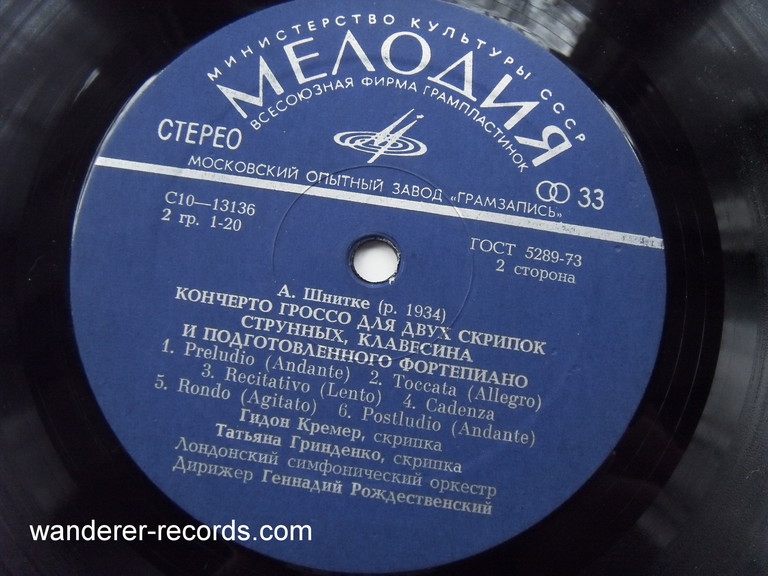 МИНИСТЕРСТВО КУЛЬТУРЫ СССР
МЕЛОДИЯ
ВСЕСОЮЗНАЯ ФИРМА ГРАМПЛАСТИНОК
СТЕРЕО
33
МОСКОВСКИЙ ОПЫТНЫЙ ЗАВОД «ГРАМЗАПИСЬ»
С10—13136
2 гр. 1-20
ГОСТ 5289-73
2 сторона
А. Шнитке (р. 1934)
КОНЧЕРТО ГРОССО ДЛЯ ДВУХ СКРИПОК
СТРУННЫХ, КЛАВЕСИНА
И ПОДГОТОВЛЕННОГО ФОРТЕПИАНО
1. Preludio (Andante) 2. Toccata (Allegro)
3. Recitativo (Lento) 4. Cadenza
5. Rondo (Agitato) 6. Postludio (Andante)
Гидон Кремер, скрипка
Татьяна Гринденко, скрипка
Лондонский симфонический оркестр
Дирижер Геннадий Рождественский
wanderer-records.com